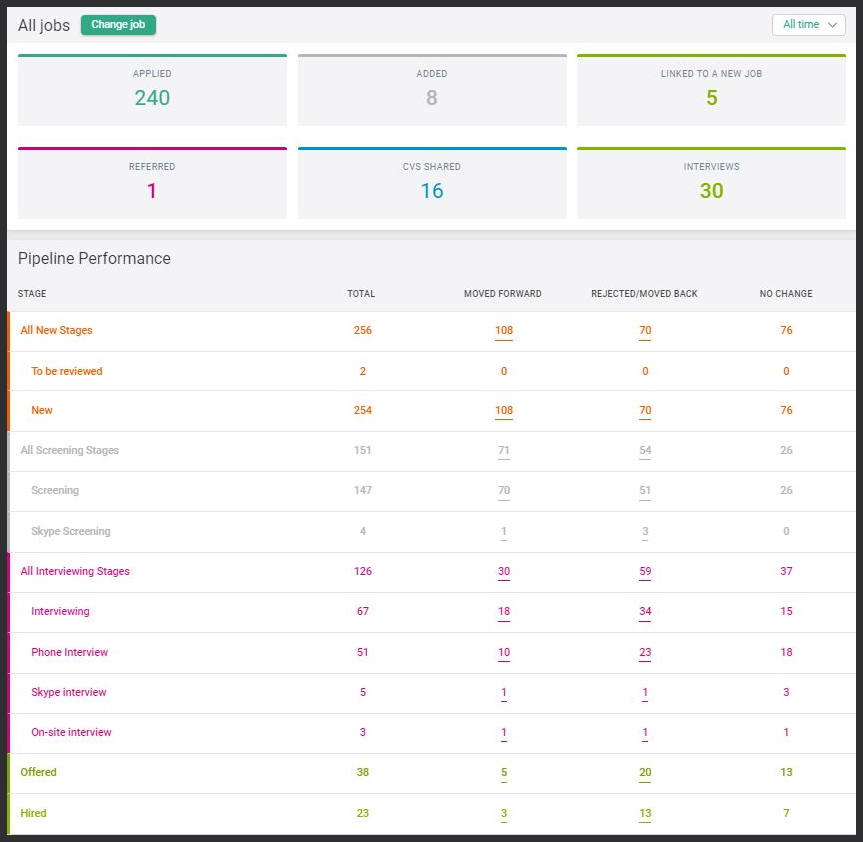 All jobs Change job All time
APPLIED ADDED LINKED TO A NEW JOB
240 8 5
REFERRED CVS SHARED INTERVIEWS
1 16 30
Pipeline Performance
STAGE TOTAL MOVED FORWARD REJECTED/MOVED BACK NO CHANGE
All New Stages 256 108 70 76
To be reviewed 2 0 0 0
New 254 108 70 76
All Screening Stages 151 71 54 26
Screening 147 70 51 26
Skype Screening 4 1 3 0
All Interviewing Stages 126 30 59 37
Interviewing 67 18 34 15
Phone Interview 51 10 23 18
Skype interview 5 1 1 3
On-site interview 3 1 1 1
Offered 38 5 20 13
Hired 23 3 13 7